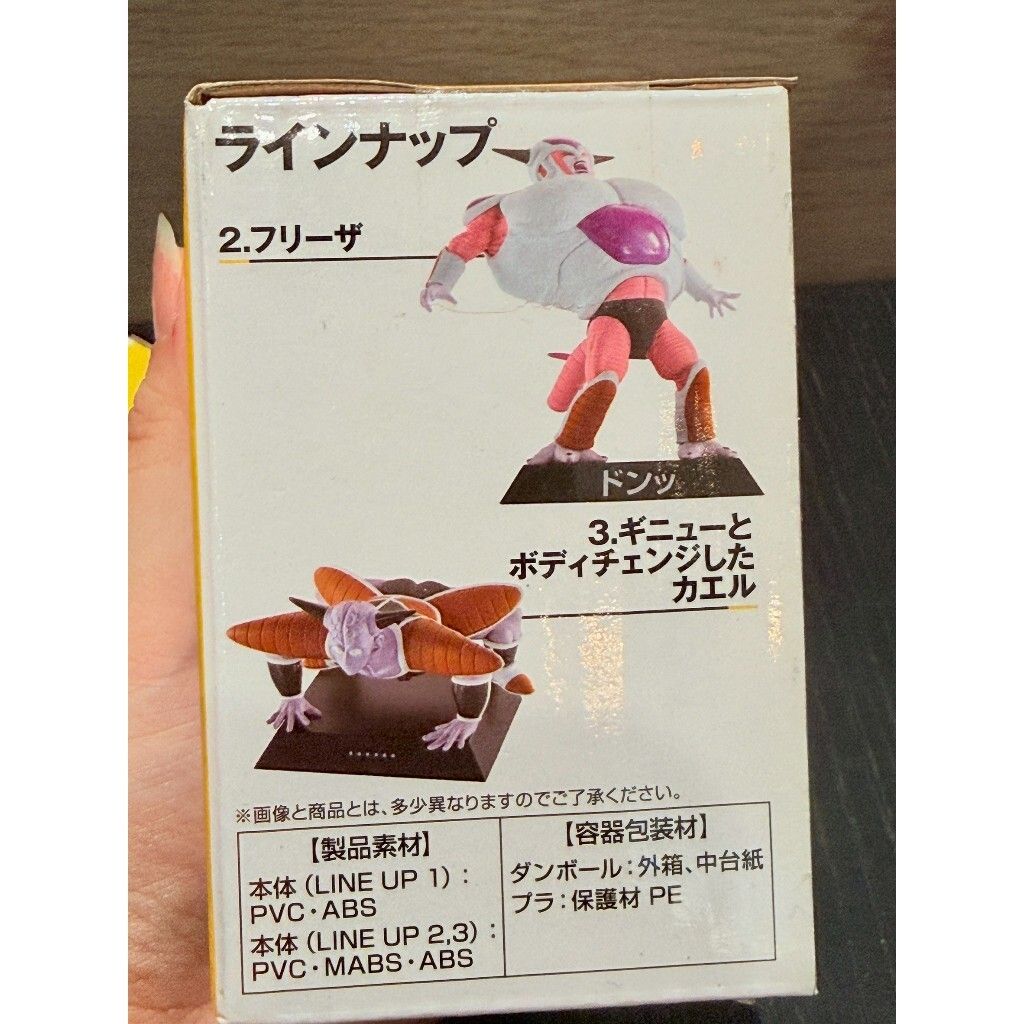 ラインナップ
2.フリーザ
ドンッ
3.ギニューと
ボディチェンジした
カエル
※画像と商品とは、多少異なりますのでご了承ください。
【製品素材】
本体（LINE UP 1）：
PVC・ABS
本体（LINE UP 2,3）：
PVC・MABS・ABS
【容器包装材】
ダンボール：外箱、中台紙
プラ：保護材 PE